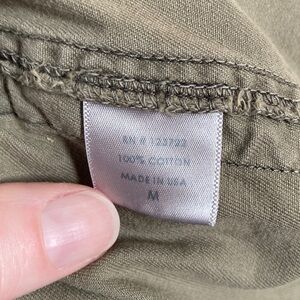 RN # 123722
100% COTTON
MADE IN USA
M